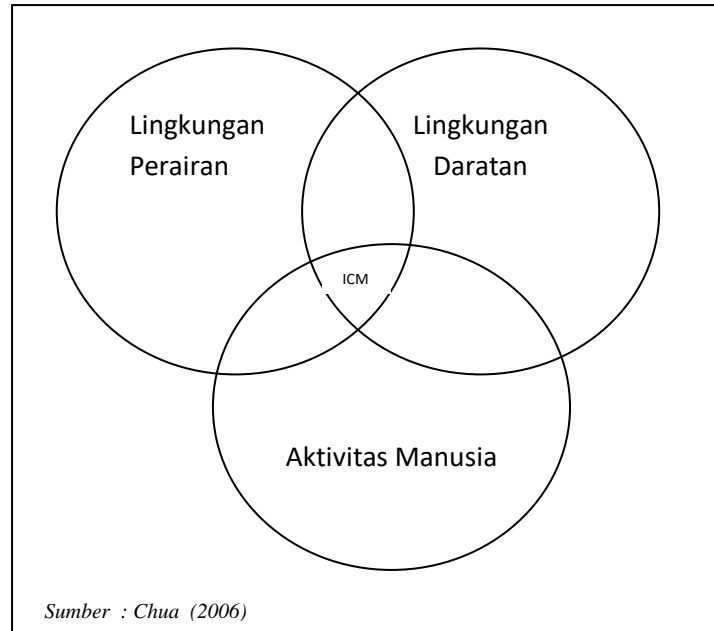 Lingkungan
Perairan
Lingkungan
Daratan
ICM
Aktivitas Manusia
Sumber : Chua (2006)